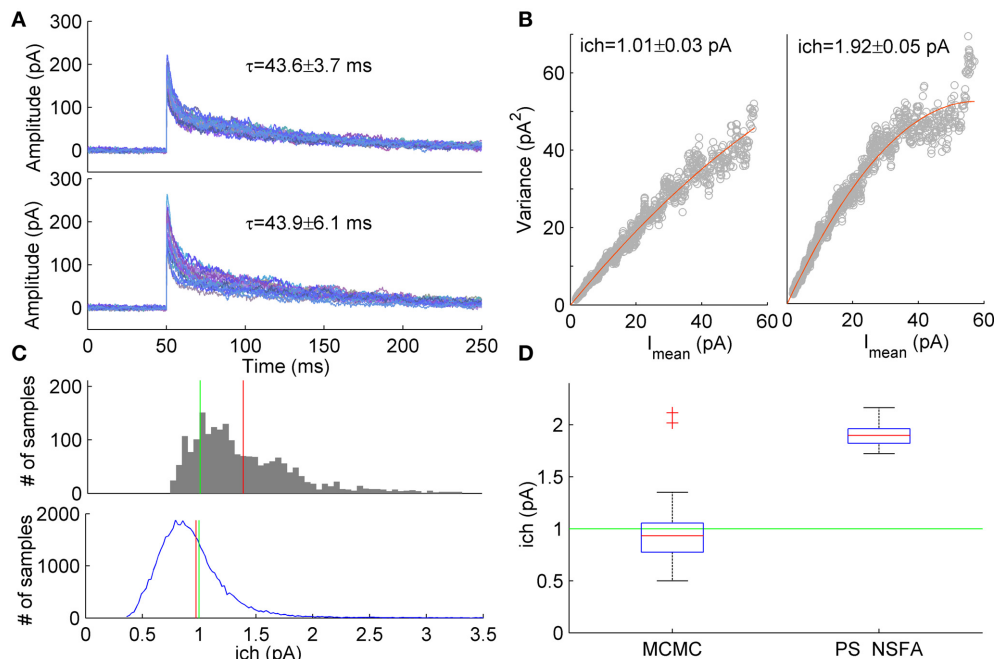 A
300
200
100
0
Amplitude (pA)
τ=43.6±3.7 ms
300
200
100
0
Amplitude (pA)
τ=43.9±6.1 ms
0 50 100 150 200 250
Time (ms)
B
ich=1.01±0.03 pA
ich=1.92±0.05 pA
60
40
20
0
Variance (pA²)
0 20 40 60
I_mean (pA)
0 20 40 60
I_mean (pA)
C
200
100
0
# of samples
2000
1000
0
# of samples
0 0.5 1 1.5 2 2.5 3 3.5
ich (pA)
D
2
1.5
1
0.5
0
ich (pA)
MCMC PS NSFA